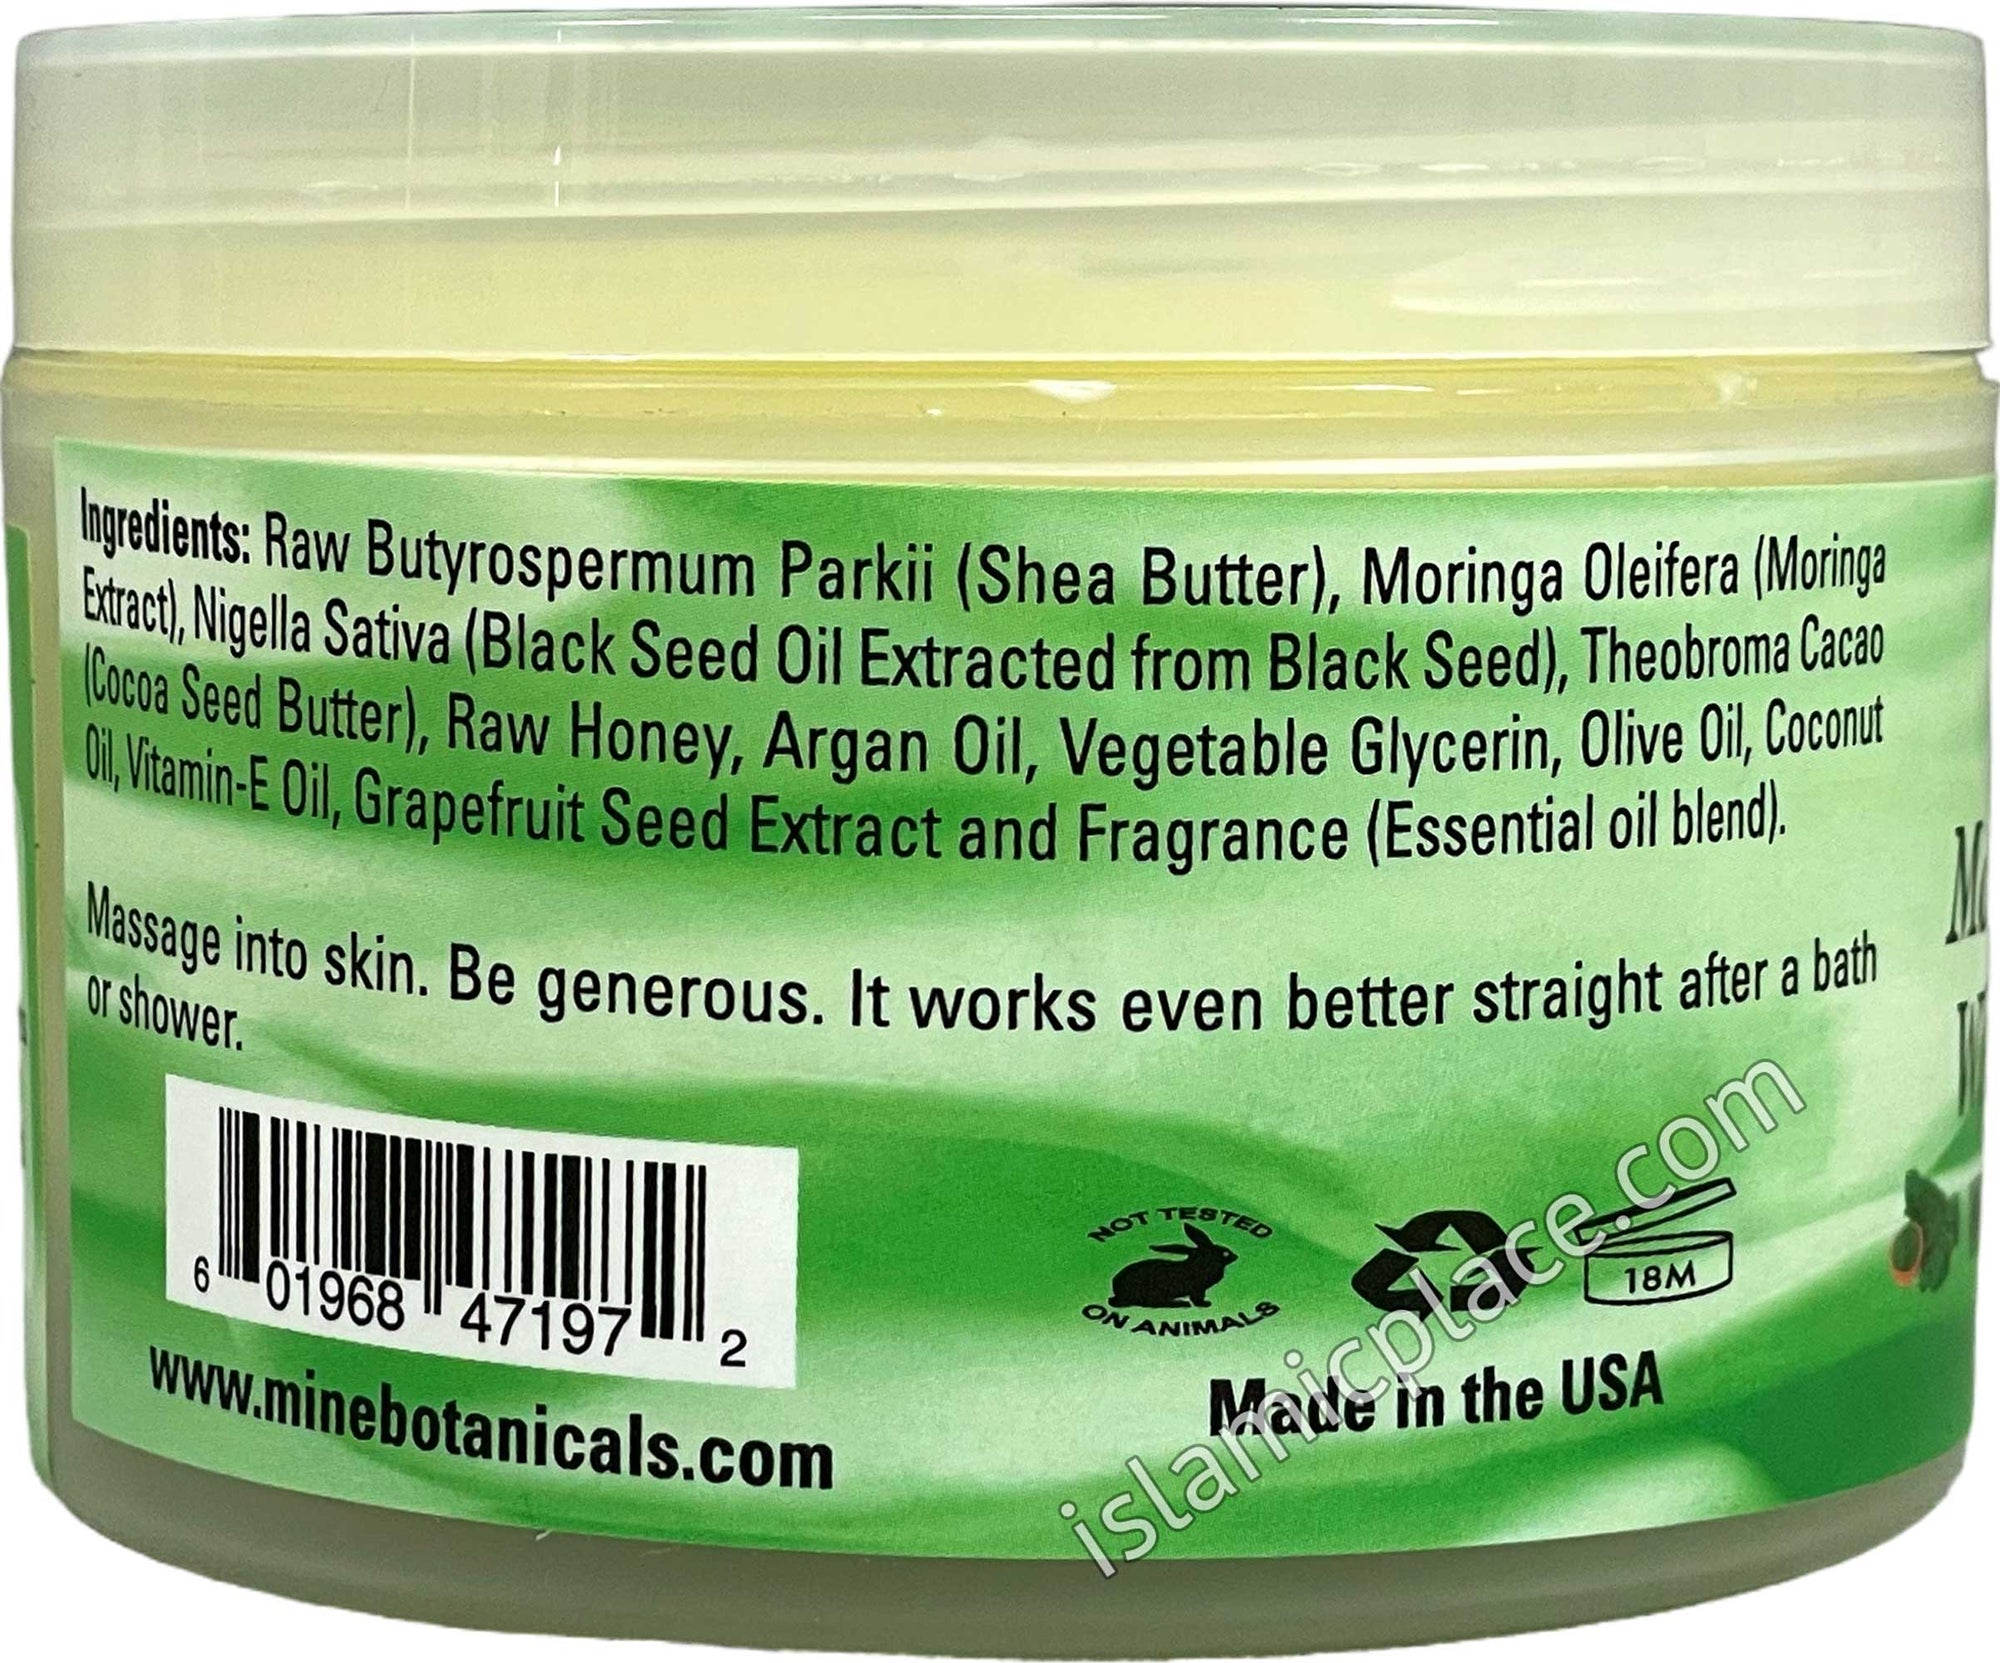 Ingredients: Raw Butyrospermum Parkii (Shea Butter), Moringa Oleifera (Moringa
Extract), Nigella Sativa (Black Seed Oil Extracted from Black Seed), Theobroma Cacao
(Cocoa Seed Butter), Raw Honey, Argan Oil, Vegetable Glycerin, Olive Oil, Coconut
Oil, Vitamin-E Oil, Grapefruit Seed Extract and Fragrance (Essential oil blend).
Massage into skin. Be generous. It works even better straight after a bath
or shower.
6 01968 47197 2
www.minebotanicals.com
NOT TESTED
ON ANIMALS
18M
Made in the USA
islamicplace.com